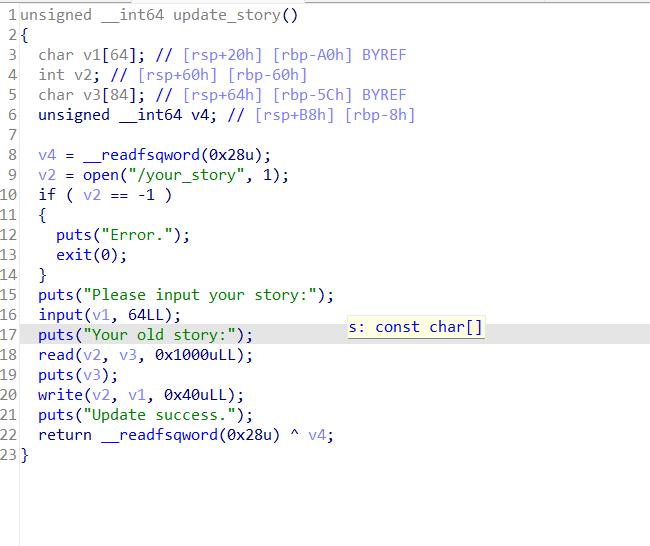 1 unsigned __int64 update_story()
2 {
3   char v1[64]; // [rsp+20h] [rbp-A0h] BYREF
4   int v2; // [rsp+60h] [rbp-60h]
5   char v3[84]; // [rsp+64h] [rbp-5Ch] BYREF
6   unsigned __int64 v4; // [rsp+B8h] [rbp-8h]
7
8   v4 = __readfsqword(0x28u);
9   v2 = open("/your_story", 1);
10   if ( v2 == -1 )
11   {
12     puts("Error.");
13     exit(0);
14   }
15   puts("Please input your story:");
16   input(v1, 64LL);
17   puts("Your old story:"); s: const char[]
18   read(v2, v3, 0x1000uLL);
19   puts(v3);
20   write(v2, v1, 0x40uLL);
21   puts("Update success.");
22   return __readfsqword(0x28u) ^ v4;
23 }